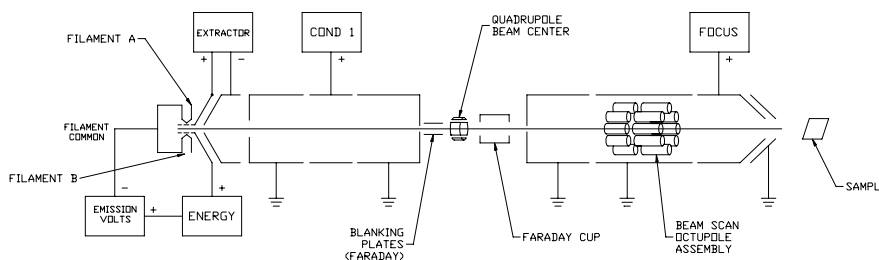 FILAMENT A
EXTRACTOR
+ -
COND 1
+
QUADRUPOLE
BEAM CENTER
FOCUS
+
FILAMENT
COMMON
FILAMENT B
-
EMISSION
VOLTS
+
ENERGY
+
BLANKING
PLATES
(FARADAY)
FARADAY CUP
BEAM SCAN
OCTUPOLE
ASSEMBLY
SAMPL